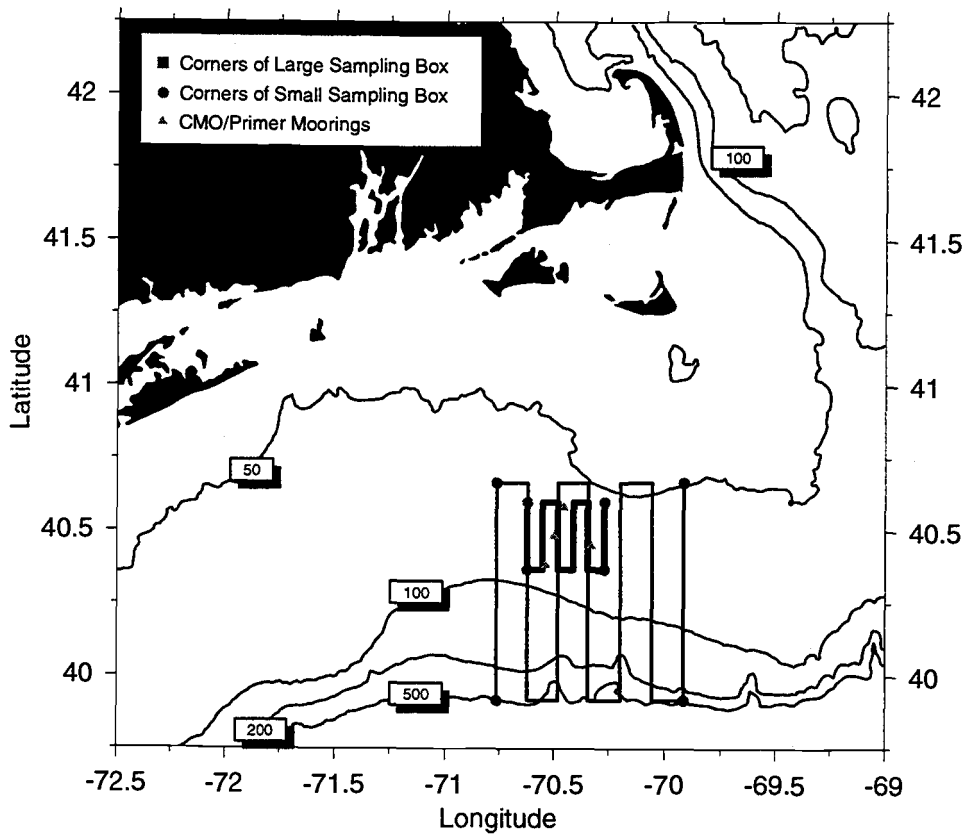 Corners of Large Sampling Box
Corners of Small Sampling Box
CMO/Primer Moorings
42
42
100
41.5
41.5
Latitude
41
41
50
40.5
40.5
100
40
40
500
200
-72.5 -72 -71.5 -71 -70.5 -70 -69.5 -69
Longitude